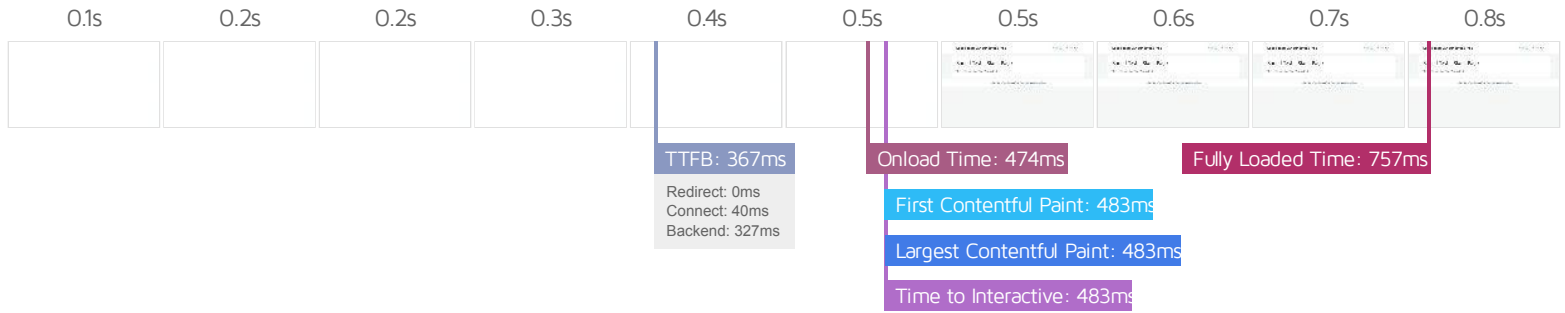 0.1s 0.2s 0.2s 0.3s 0.4s 0.5s 0.5s 0.6s 0.7s 0.8s
TTFB: 367ms
Redirect: 0ms
Connect: 40ms
Backend: 327ms
Onload Time: 474ms
Fully Loaded Time: 757ms
First Contentful Paint: 483ms
Largest Contentful Paint: 483ms
Time to Interactive: 483ms